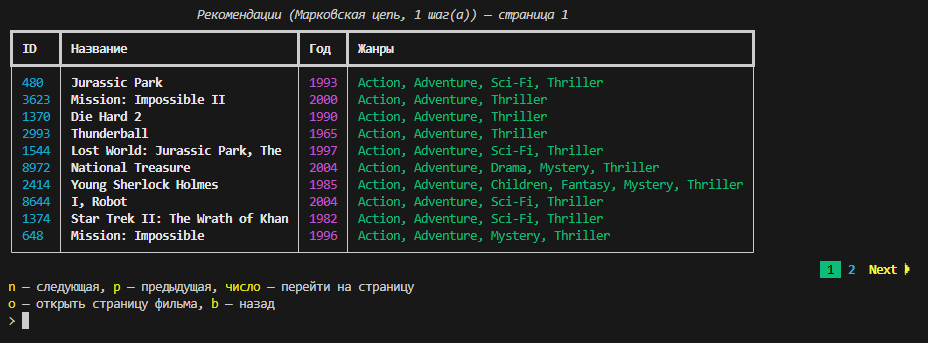 Рекомендации (Марковская цепь, 1 шаг(а)) — страница 1
ID Название Год Жанры
480 Jurassic Park 1993 Action, Adventure, Sci-Fi, Thriller
3623 Mission: Impossible II 2000 Action, Adventure, Thriller
1370 Die Hard 2 1990 Action, Adventure, Thriller
2993 Thunderball 1965 Action, Adventure, Thriller
1544 Lost World: Jurassic Park, The 1997 Action, Adventure, Sci-Fi, Thriller
8972 National Treasure 2004 Action, Adventure, Drama, Mystery, Thriller
2414 Young Sherlock Holmes 1985 Action, Adventure, Children, Fantasy, Mystery, Thriller
8644 I, Robot 2004 Action, Adventure, Sci-Fi, Thriller
1374 Star Trek II: The Wrath of Khan 1982 Action, Adventure, Sci-Fi, Thriller
648 Mission: Impossible 1996 Action, Adventure, Mystery, Thriller
1 2 Next
n — следующая, p — предыдущая, число — перейти на страницу
o — открыть страницу фильма, b — назад
>